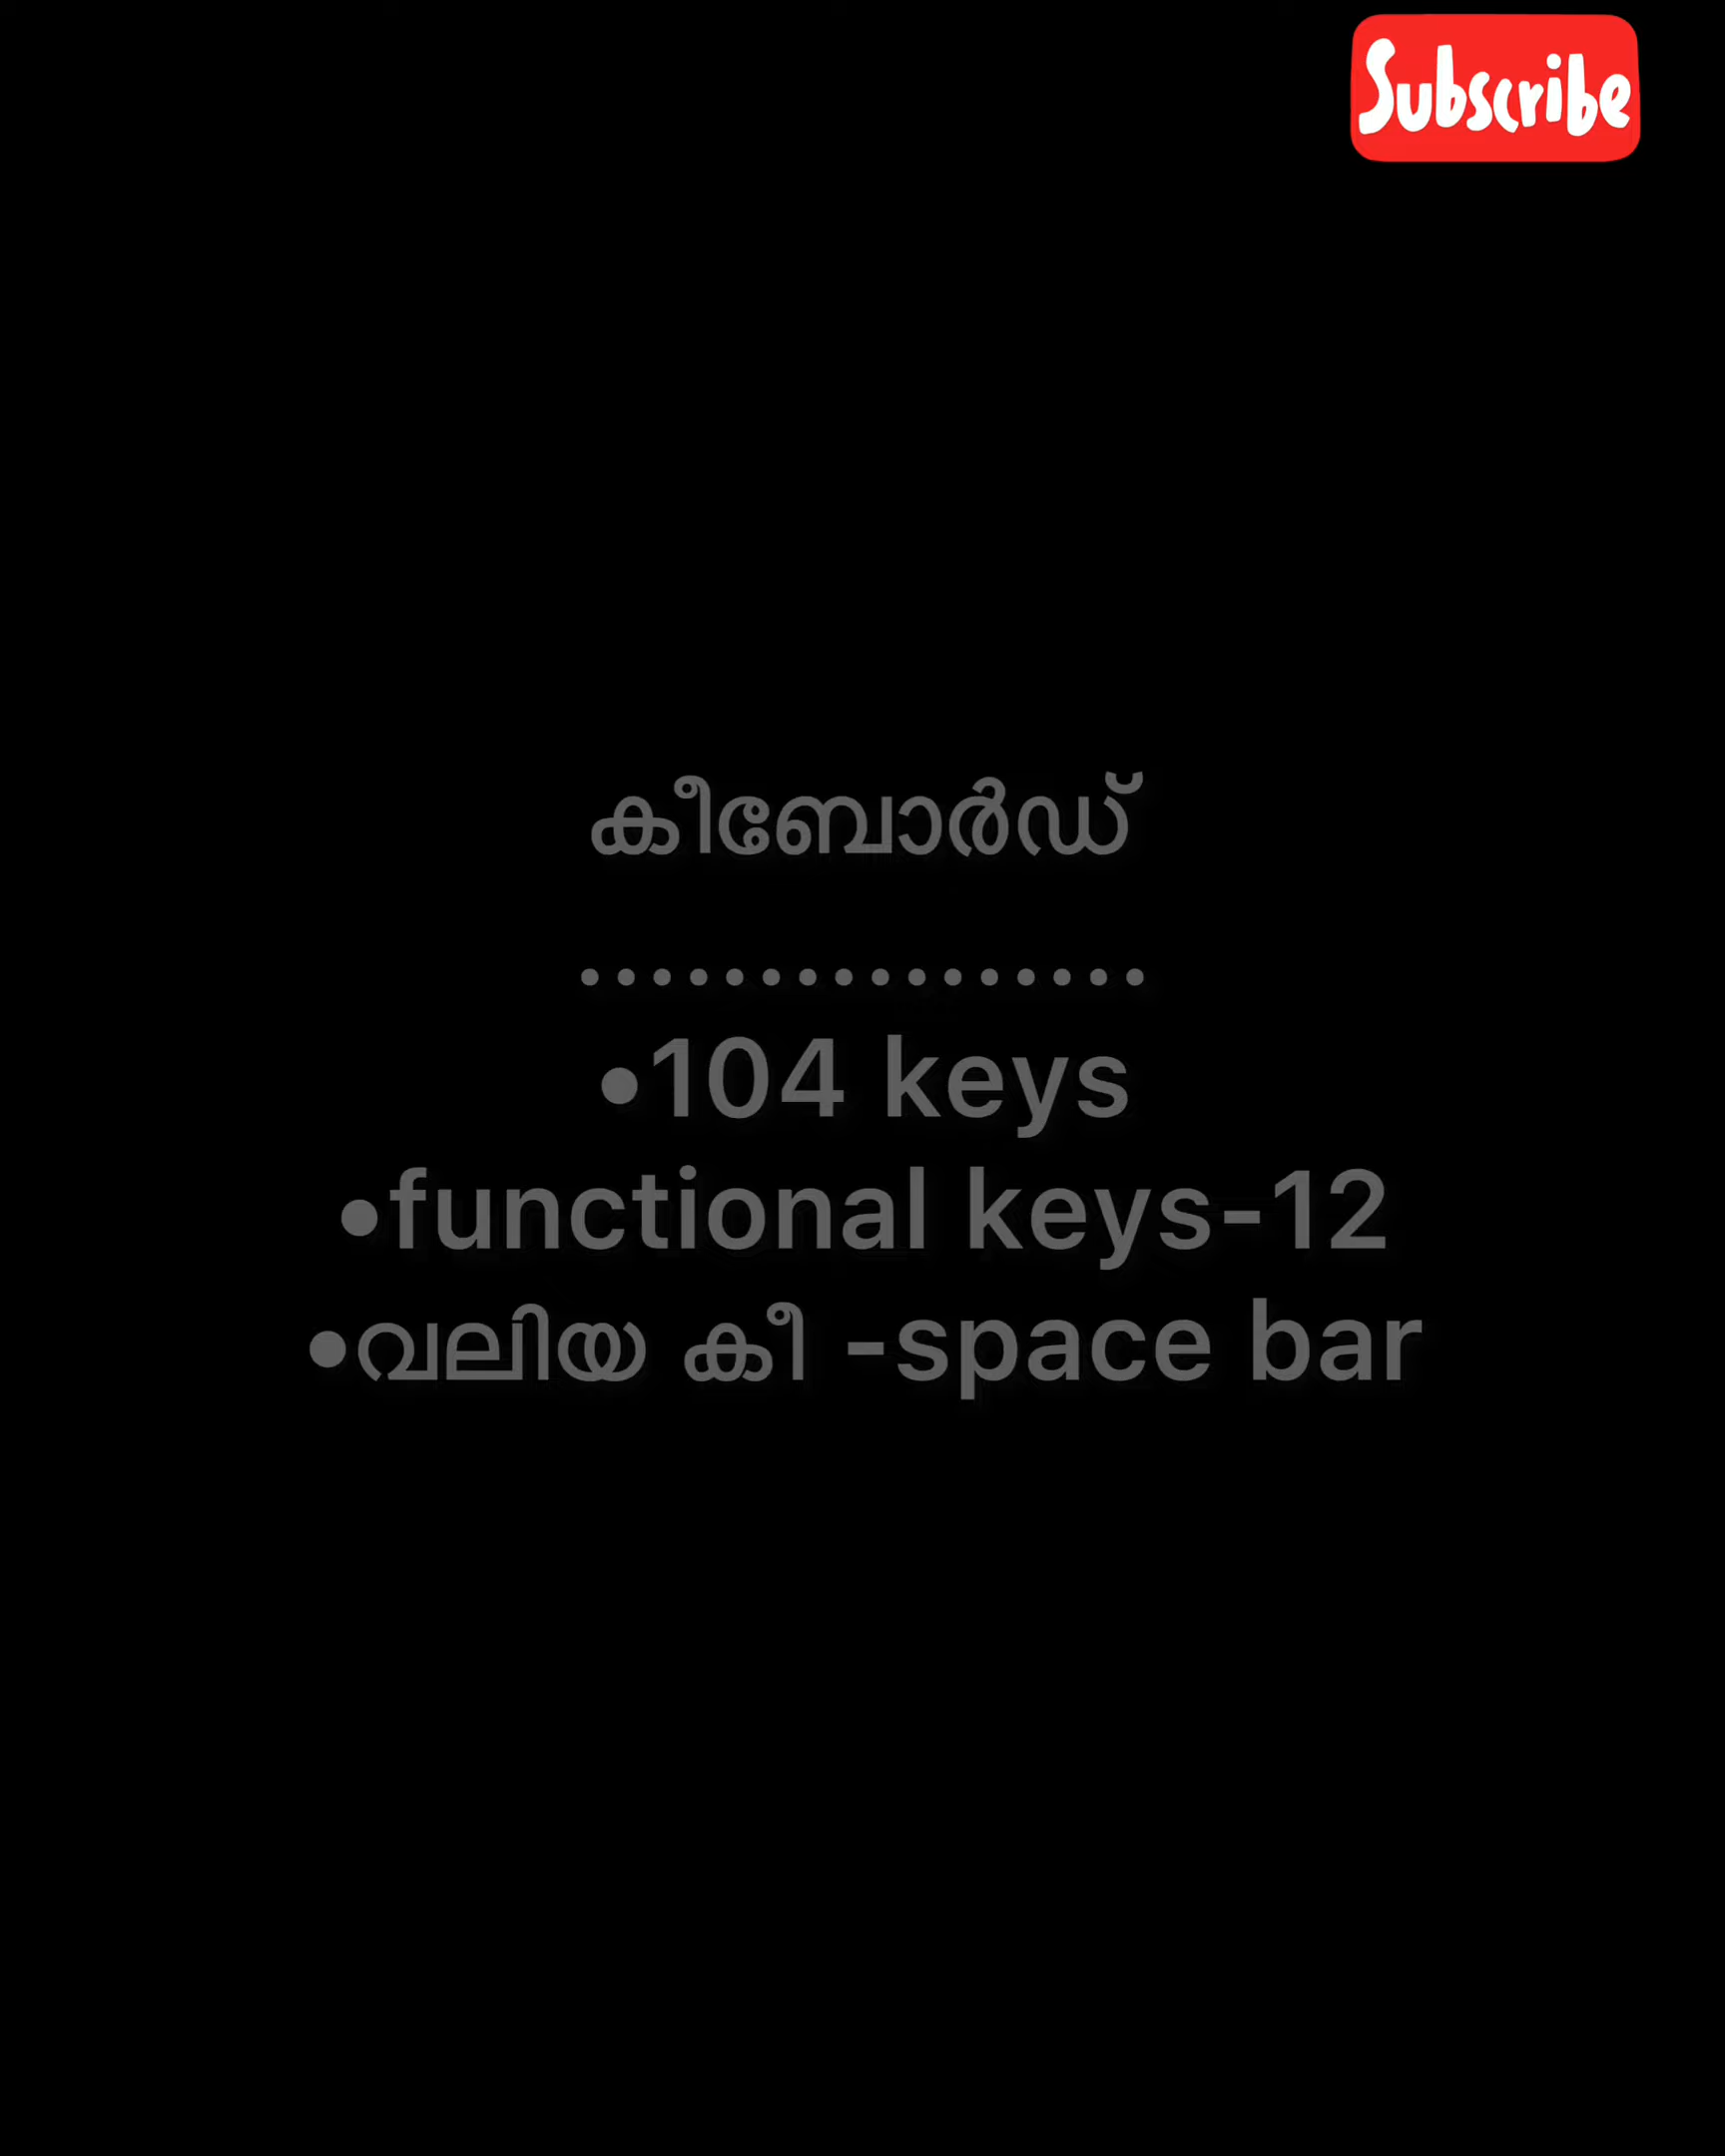 Subscribe
കീബോർഡ്
................
•104 keys
•functional keys-12
•വലിയ കീ -space bar